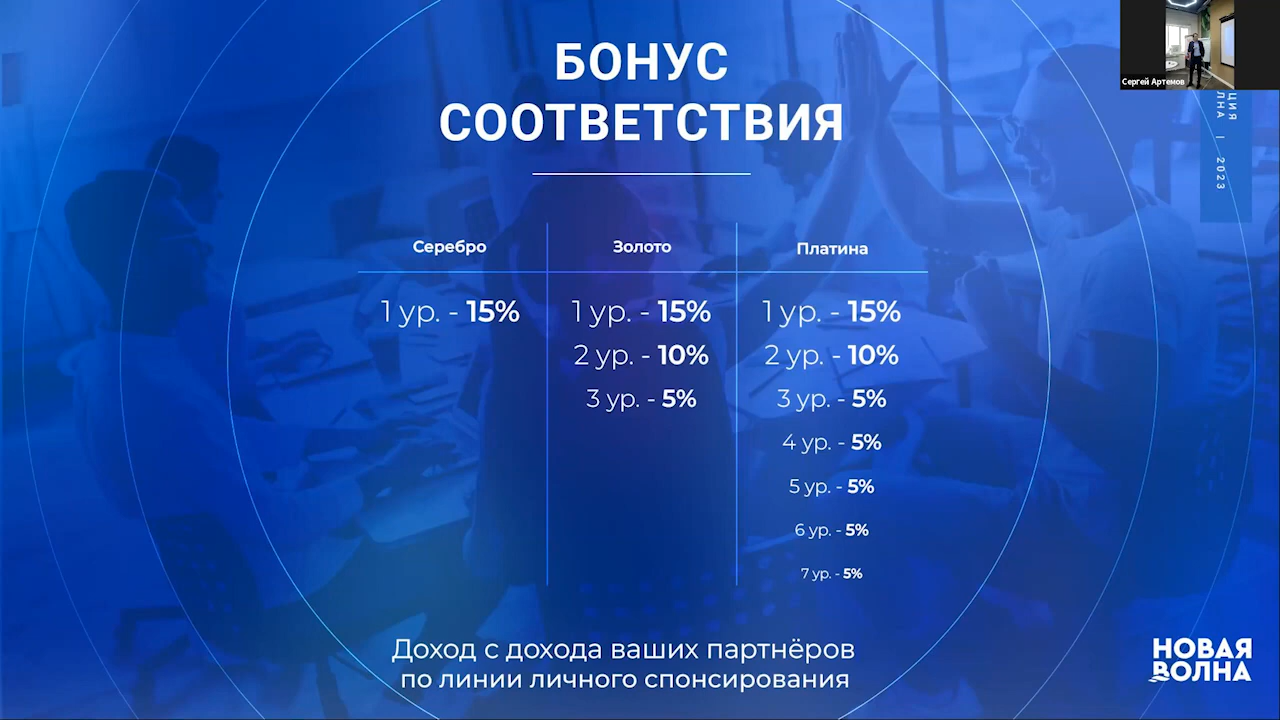 БОНУС
СООТВЕТСТВИЯ
Сергей Артемов
ЛНА | 2023
Серебро
Золото
Платина
1 ур. - 15%
1 ур. - 15%
1 ур. - 15%
2 ур. - 10%
2 ур. - 10%
3 ур. - 5%
3 ур. - 5%
4 ур. - 5%
5 ур. - 5%
6 ур. - 5%
7 ур. - 5%
Доход с дохода ваших партнёров
по линии личного спонсирования
НОВАЯ
ВОЛНА